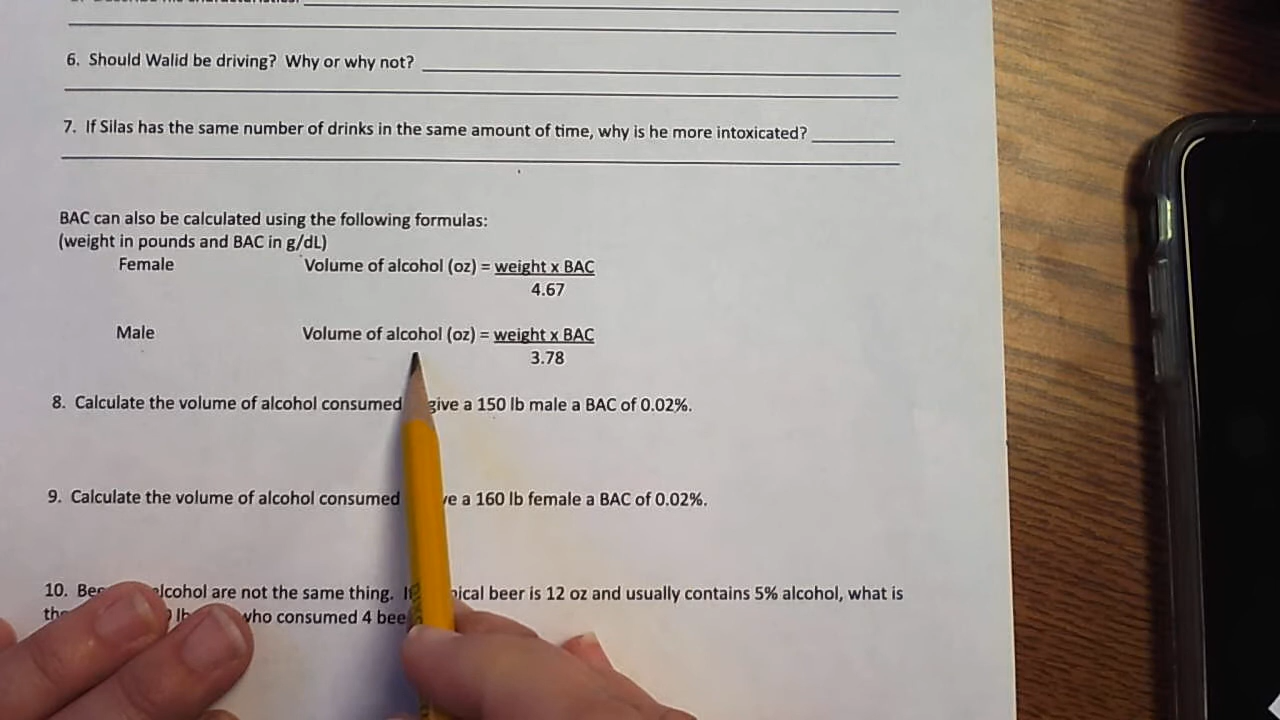 6. Should Walid be driving? Why or why not?
7. If Silas has the same number of drinks in the same amount of time, why is he more intoxicated?
BAC can also be calculated using the following formulas:
(weight in pounds and BAC in g/dL)
Female Volume of alcohol (oz) = weight x BAC
4.67
Male Volume of alcohol (oz) = weight x BAC
3.78
8. Calculate the volume of alcohol consumed give a 150 lb male a BAC of 0.02%.
9. Calculate the volume of alcohol consumed a 160 lb female a BAC of 0.02%.
10. alcohol are not the same thing. beer is 12 oz and usually contains 5% alcohol, what is
lb who consumed 4